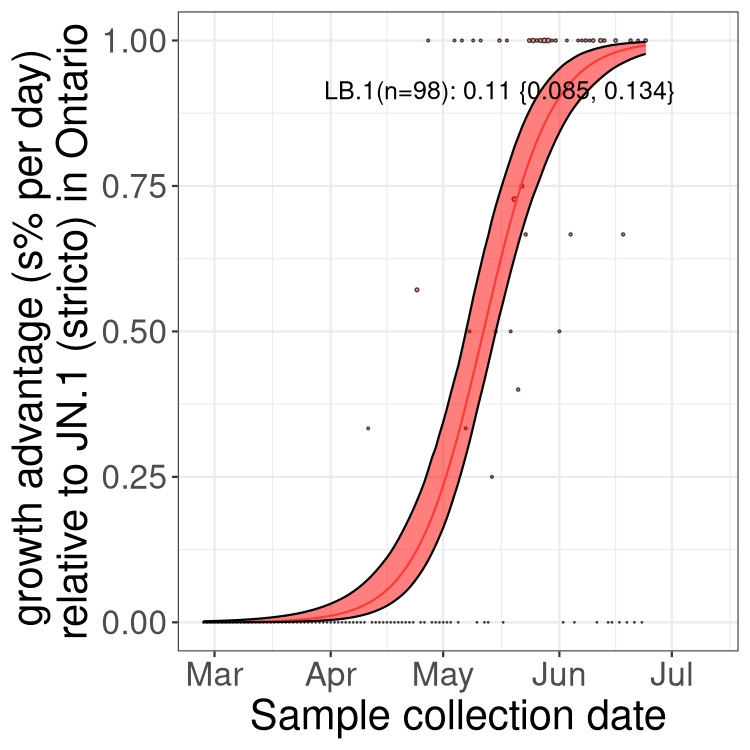 growth advantage (s% per day)
relative to JN.1 (stricto) in Ontario
1.00
0.75
0.50
0.25
0.00
LB.1(n=98): 0.11 {0.085, 0.134}
Mar Apr May Jun Jul
Sample collection date